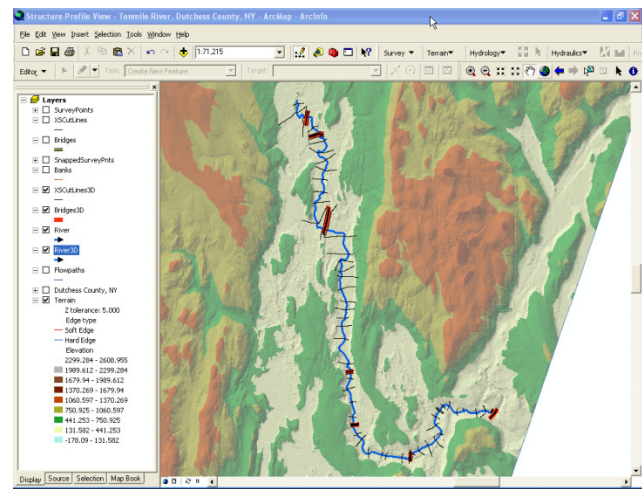 Structure Profile View - Tenmile River, Dutchess County, NY - ArcMap - ArcInfo
File Edit View Insert Selection Tools Window Help
1:71,215 Survey Terrain Hydrology Hydraulics
Editor Task: Create New Feature Target:
Layers
SurveyPoints
XSCutLines
Bridges
SnappedSurveyPnts
Banks
XSCutLines3D
Bridges3D
River
River3D
Flowpaths
Dutchess County, NY
Terrain
Z tolerance: 5.000
Edge type
Soft Edge
Hard Edge
Elevation
2299.284 - 2608.955
1989.612 - 2299.284
1679.94 - 1989.612
1370.269 - 1679.94
1060.597 - 1370.269
750.925 - 1060.597
441.253 - 750.925
131.582 - 441.253
-178.09 - 131.582
Display Source Selection Map Book